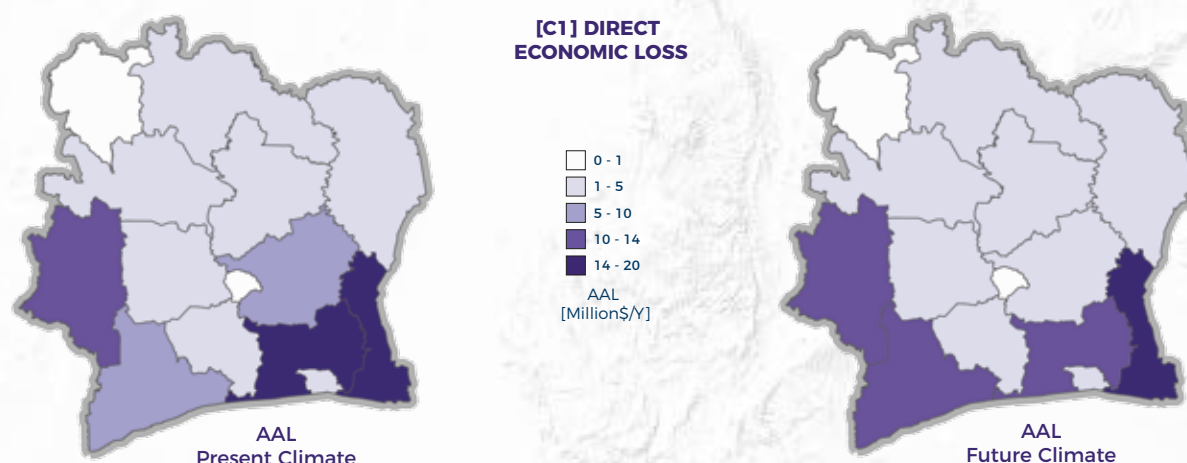 [C1] DIRECT
ECONOMIC LOSS
0 - 1
1 - 5
5 - 10
10 - 14
14 - 20
AAL
[Million$/Y]
AAL
Present Climate
AAL
Future Climate